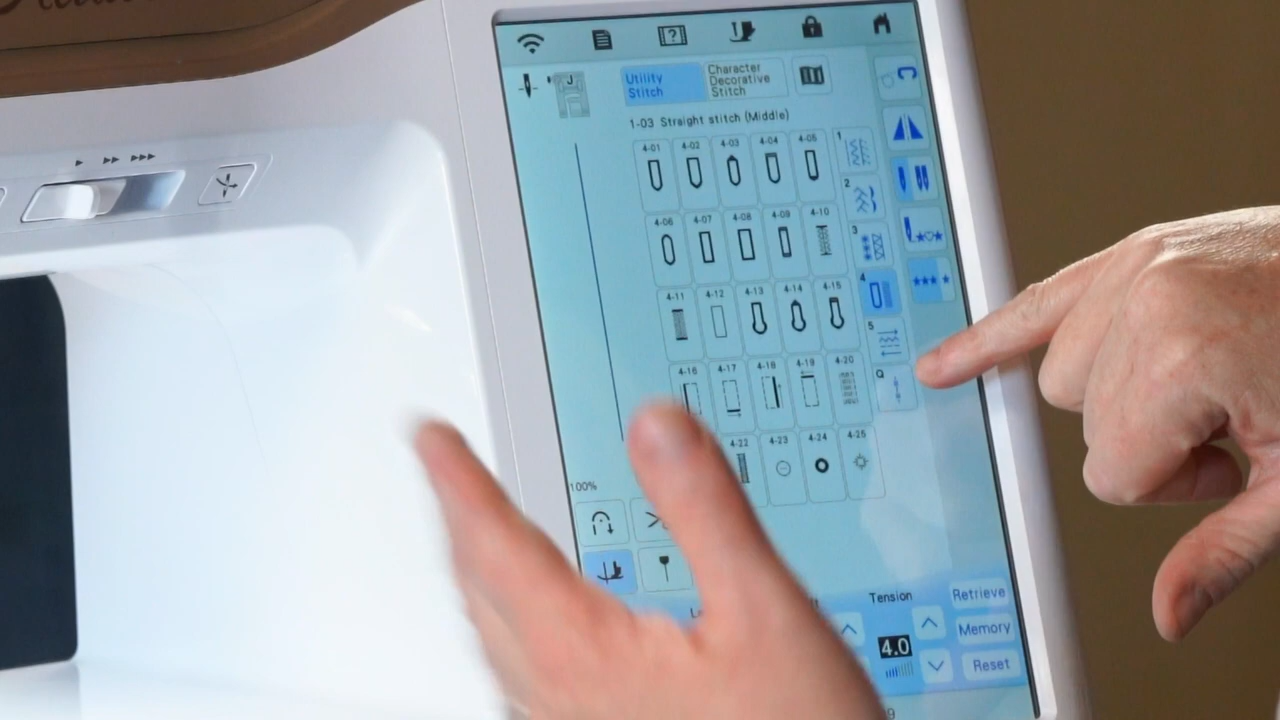 J
Utility
Stitch
Character
Decorative
Stitch
1-03 Straight stitch (Middle)
4-01 4-02 4-03 4-04 4-05
4-06 4-07 4-08 4-09 4-10
4-11 4-12 4-13 4-14 4-15
4-16 4-17 4-18 4-19 4-20
4-22 4-23 4-24 4-25
1
2
3
4
5
Q
100%
Tension
4.0
Retrieve
Memory
Reset